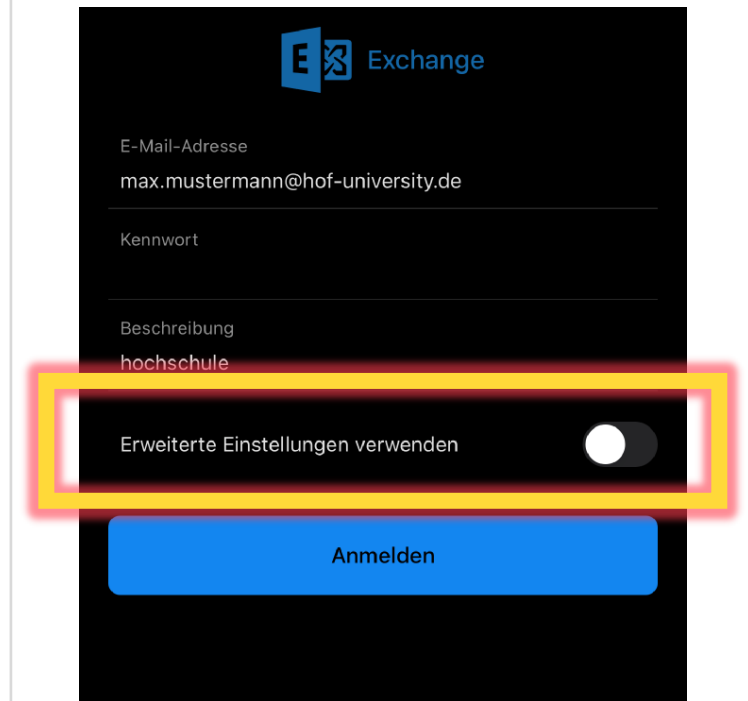 E Exchange
E-Mail-Adresse
max.mustermann@hof-university.de
Kennwort
Beschreibung
hochschule
Erweiterte Einstellungen verwenden
Anmelden